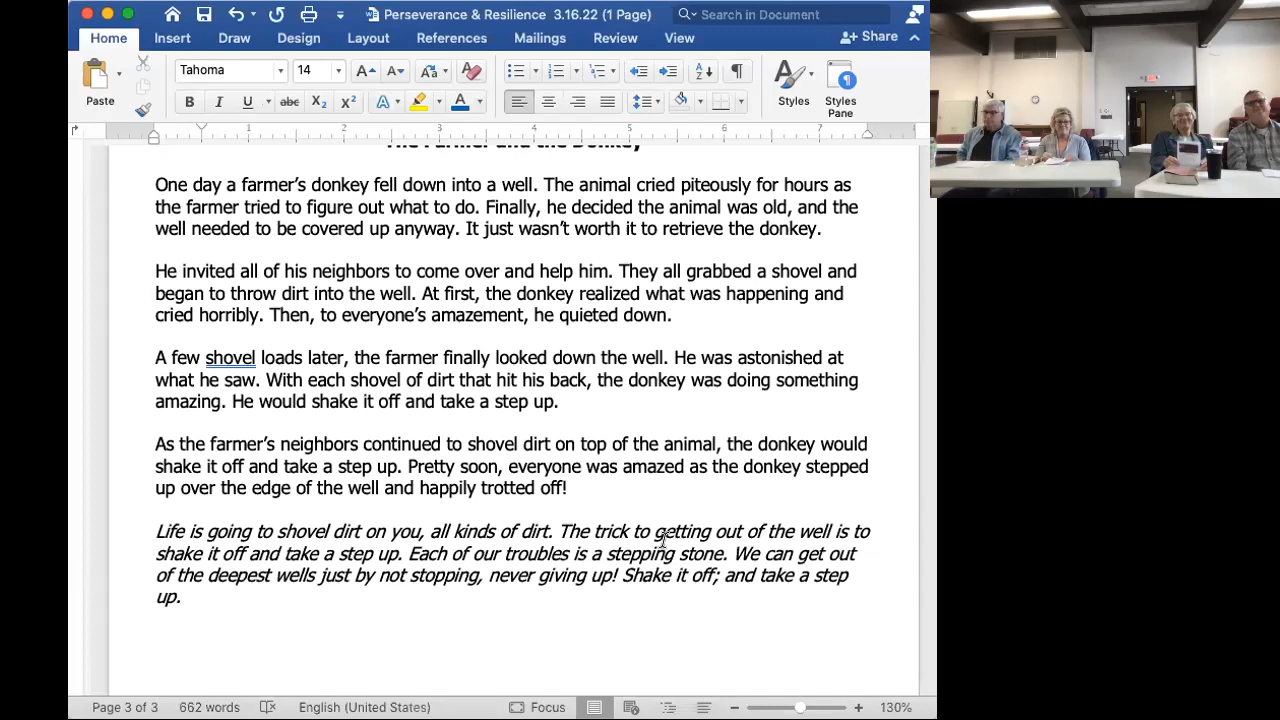 Perseverance & Resilience 3.16.22 (1 Page)
Search in Document
Home Insert Draw Design Layout References Mailings Review View Share
Paste Tahoma 14 Styles Styles Pane
1 2 3 4 5 6 7
The Farmer and the Donkey
One day a farmer’s donkey fell down into a well. The animal cried piteously for hours as
the farmer tried to figure out what to do. Finally, he decided the animal was old, and the
well needed to be covered up anyway. It just wasn’t worth it to retrieve the donkey.
He invited all of his neighbors to come over and help him. They all grabbed a shovel and
began to throw dirt into the well. At first, the donkey realized what was happening and
cried horribly. Then, to everyone’s amazement, he quieted down.
A few shovel loads later, the farmer finally looked down the well. He was astonished at
what he saw. With each shovel of dirt that hit his back, the donkey was doing something
amazing. He would shake it off and take a step up.
As the farmer’s neighbors continued to shovel dirt on top of the animal, the donkey would
shake it off and take a step up. Pretty soon, everyone was amazed as the donkey stepped
up over the edge of the well and happily trotted off!
Life is going to shovel dirt on you, all kinds of dirt. The trick to getting out of the well is to
shake it off and take a step up. Each of our troubles is a stepping stone. We can get out
of the deepest wells just by not stopping, never giving up! Shake it off; and take a step
up.
Page 3 of 3 662 words English (United States) Focus 130%